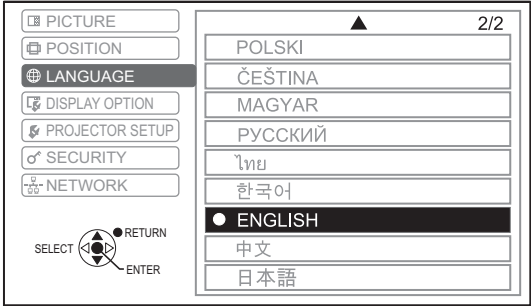 PICTURE
POSITION
LANGUAGE
DISPLAY OPTION
PROJECTOR SETUP
SECURITY
NETWORK
RETURN
SELECT
ENTER
2/2
POLSKI
ČEŠTINA
MAGYAR
РУССКИЙ
ไทย
한국어
ENGLISH
中文
日本語